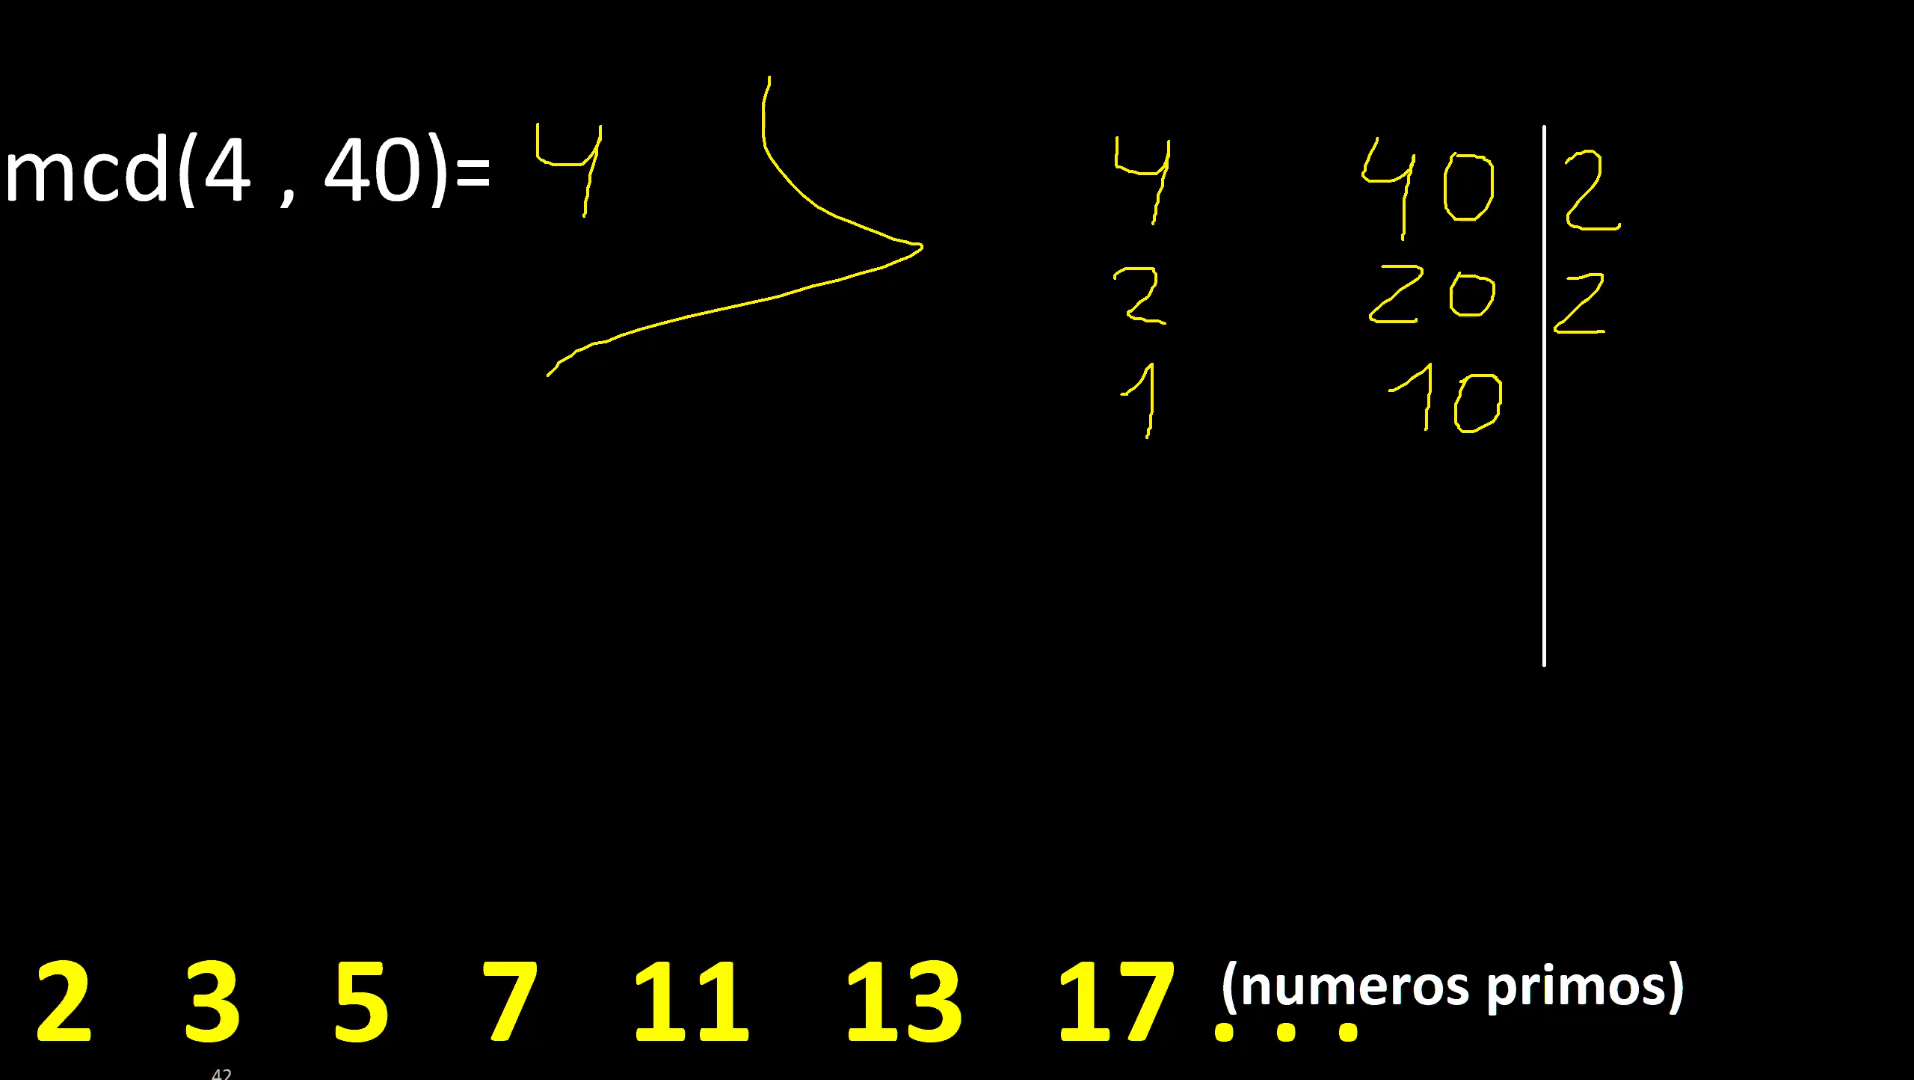 mcd(4 , 40)= 4
4 40 2
2 20 2
1 10
2 3 5 7 11 13 17 . . . (numeros primos)
42